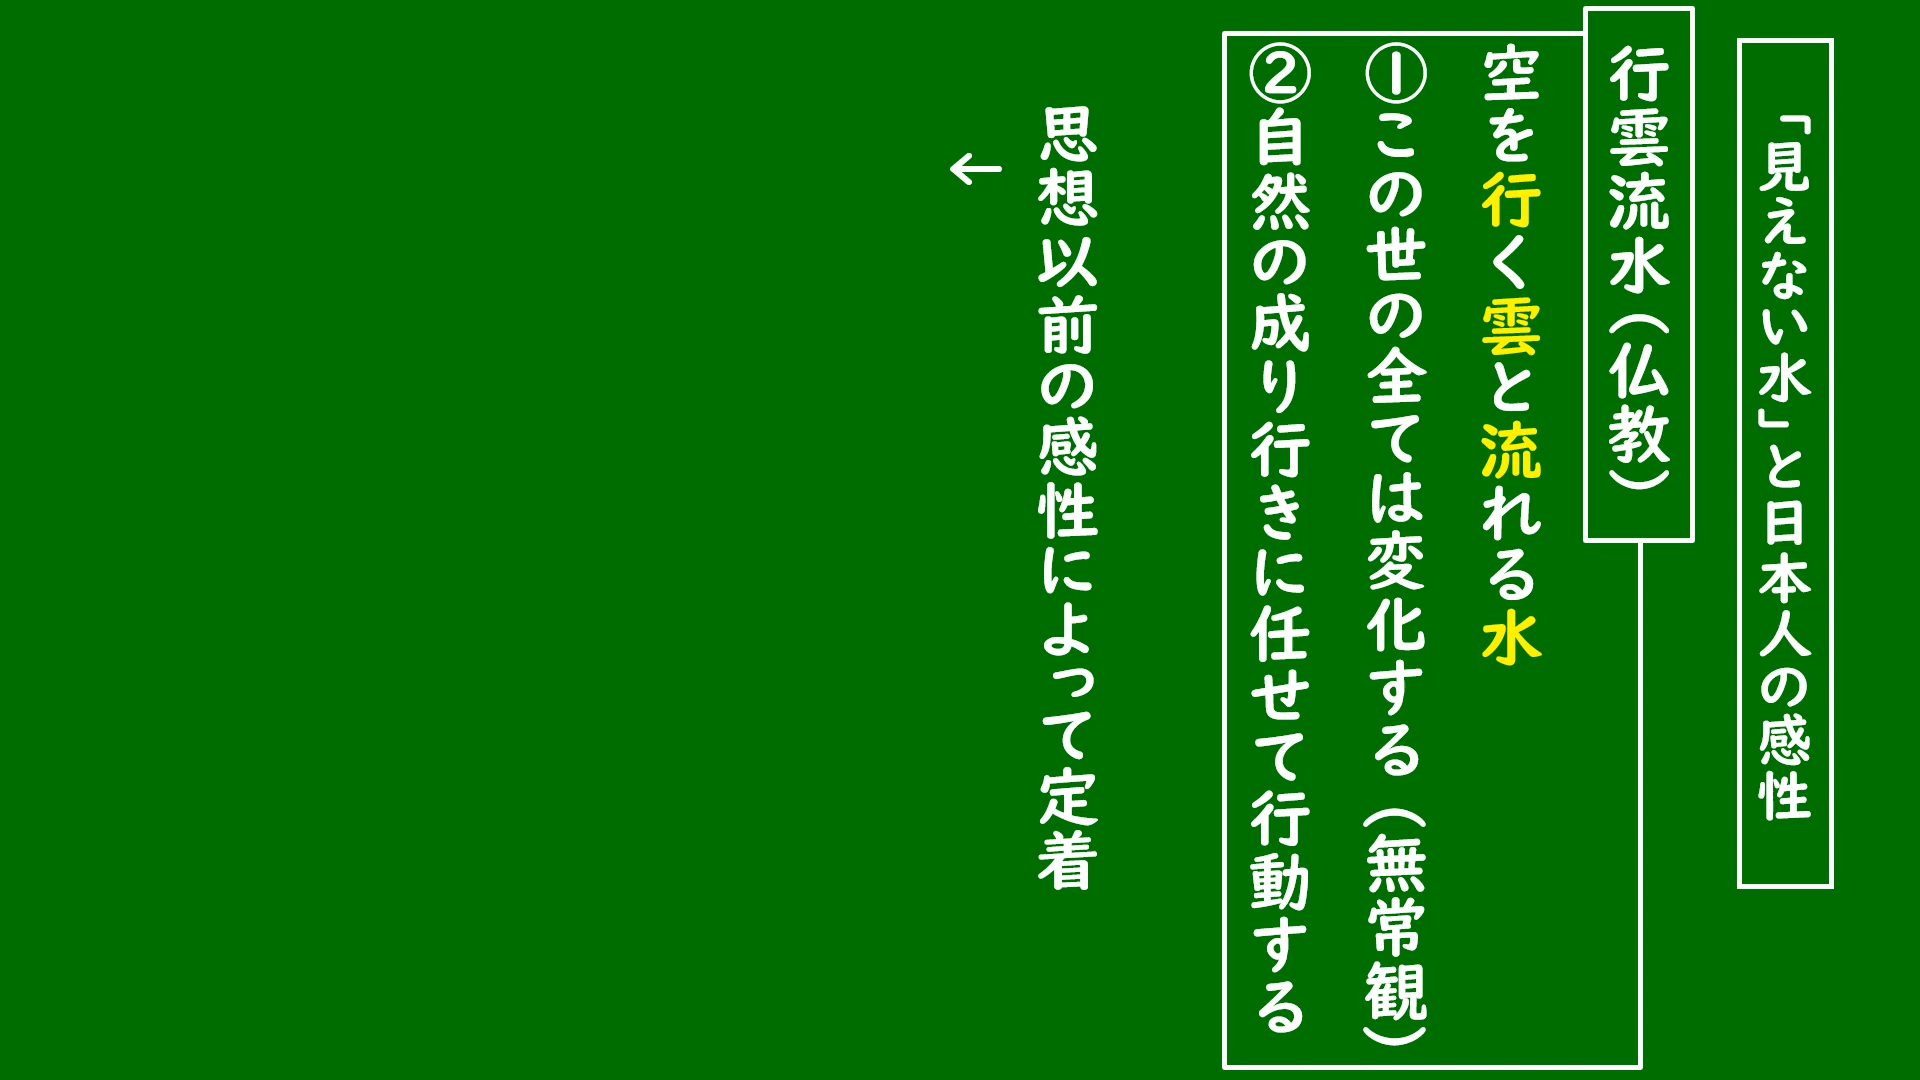 「見えない水」と日本人の感性
行雲流水（仏教）
空を行く雲と流れる水
①この世の全ては変化する（無常観）
②自然の成り行きに任せて行動する
思想以前の感性によって定着
←